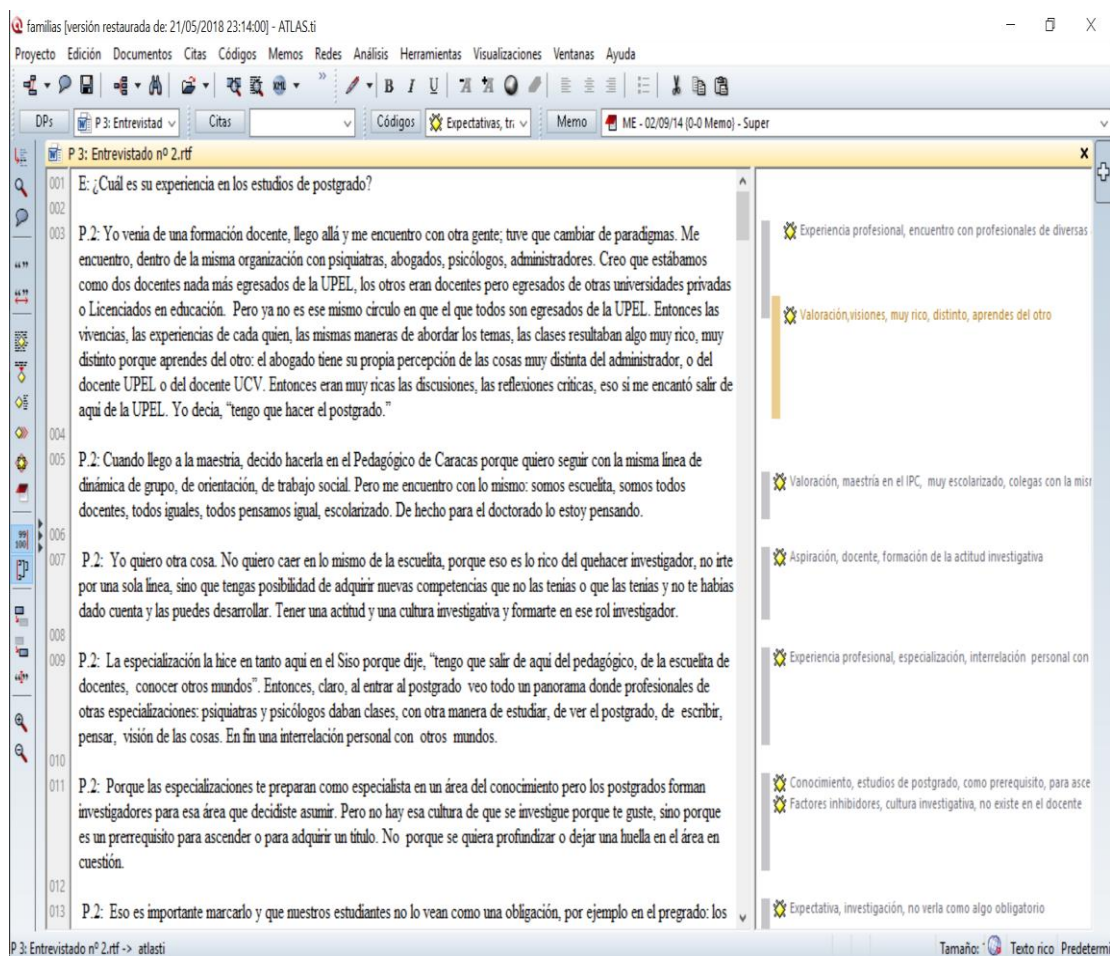 familias [versión restaurada de: 21/05/2018 23:14:00] - ATLAS.ti
Proyecto Edición Documentos Citas Códigos Memos Redes Análisis Herramientas Visualizaciones Ventanas Ayuda
B I U
DPs P 3: Entrevistad Citas Códigos Expectativas, tra Memo ME - 02/09/14 (0-0 Memo) - Super
P 3: Entrevistado nº 2.rtf
001 E: ¿Cuál es su experiencia en los estudios de postgrado?
002
003 P.2: Yo venia de una formación docente, llego allá y me encuentro con otra gente; tuve que cambiar de paradigmas. Me
encuentro, dentro de la misma organización con psiquiatras, abogados, psicólogos, administradores. Creo que estábamos
como dos docentes nada más egresados de la UPEL, los otros eran docentes pero egresados de otras universidades privadas
o Licenciados en educación. Pero ya no es ese mismo circulo en que el que todos son egresados de la UPEL. Entonces las
vivencias, las experiencias de cada quien, las mismas maneras de abordar los temas, las clases resultaban algo muy rico, muy
distinto porque aprendes del otro: el abogado tiene su propia percepción de las cosas muy distinta del administrador, o del
docente UPEL o del docente UCV. Entonces eran muy ricas las discusiones, las reflexiones criticas, eso si me encantó salir de
aqui de la UPEL. Yo decia, “tengo que hacer el postgrado.”
004
005 P.2: Cuando llego a la maestria, decido hacerla en el Pedagógico de Caracas porque quiero seguir con la misma linea de
dinámica de grupo, de orientación, de trabajo social. Pero me encuentro con lo mismo: somos escuelita, somos todos
docentes, todos iguales, todos pensamos igual, escolarizado. De hecho para el doctorado lo estoy pensando.
006
007 P.2: Yo quiero otra cosa. No quiero caer en lo mismo de la escuelita, porque eso es lo rico del quehacer investigador, no irte
por una sola linea, sino que tengas posibilidad de adquirir nuevas competencias que no las tenias o que las tenias y no te habias
dado cuenta y las puedes desarrollar. Tener una actitud y una cultura investigativa y formarte en ese rol investigador.
008
009 P.2: La especialización la hice en tanto aqui en el Siso porque dije, “tengo que salir de aqui del pedagógico, de la escuelita de
docentes, conocer otros mundos”. Entonces, claro, al entrar al postgrado veo todo un panorama donde profesionales de
otras especializaciones: psiquiatras y psicólogos daban clases, con otra manera de estudiar, de ver el postgrado, de escribir,
pensar, visión de las cosas. En fin una interrelación personal con otros mundos.
010
011 P.2: Porque las especializaciones te preparan como especialista en un área del conocimiento pero los postgrados forman
investigadores para esa área que decidiste asumir. Pero no hay esa cultura de que se investigue porque te guste, sino porque
es un prerrequisito para ascender o para adquirir un titulo. No porque se quiera profundizar o dejar una huella en el área en
cuestión.
012
013 P.2: Eso es importante marcarlo y que nuestros estudiantes no lo vean como una obligación, por ejemplo en el pregrado: los
Experiencia profesional, encuentro con profesionales de diversas
Valoración,visiones, muy rico, distinto, aprendes del otro
Valoración, maestría en el IPC, muy escolarizado, colegas con la misr
Aspiración, docente, formación de la actitud investigativa
Experiencia profesional, especialización, interrelación personal con
Conocimiento, estudios de postgrado, como prerequisito, para asce
Factores inhibidores, cultura investigativa, no existe en el docente
Expectativa, investigación, no verla como algo obligatorio
P 3: Entrevistado nº 2.rtf -> atlasti Tamaño: Texto rico Predetermi